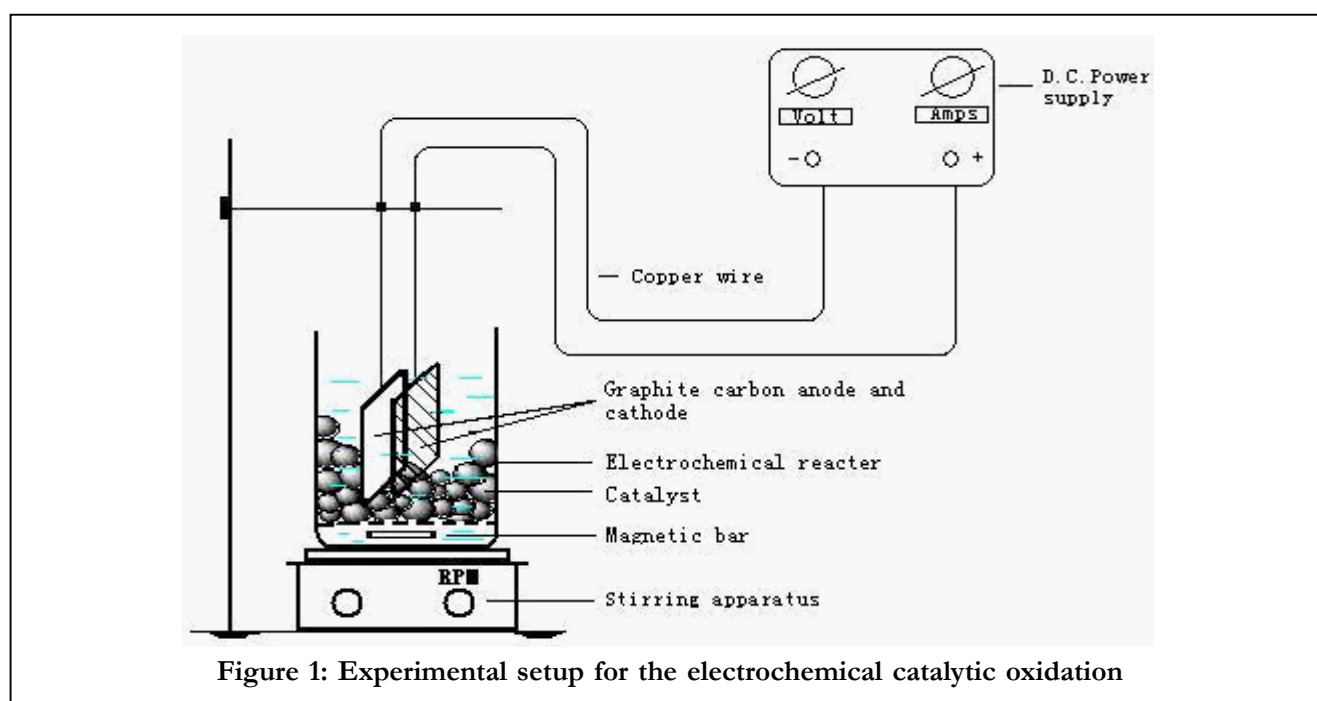 D.C.Power
supply
Volt
Amps
-
+
Copper wire
Graphite carbon anode and
cathode
Electrochemical reacter
Catalyst
Magnetic bar
RPM
Stirring apparatus
Figure 1: Experimental setup for the electrochemical catalytic oxidation